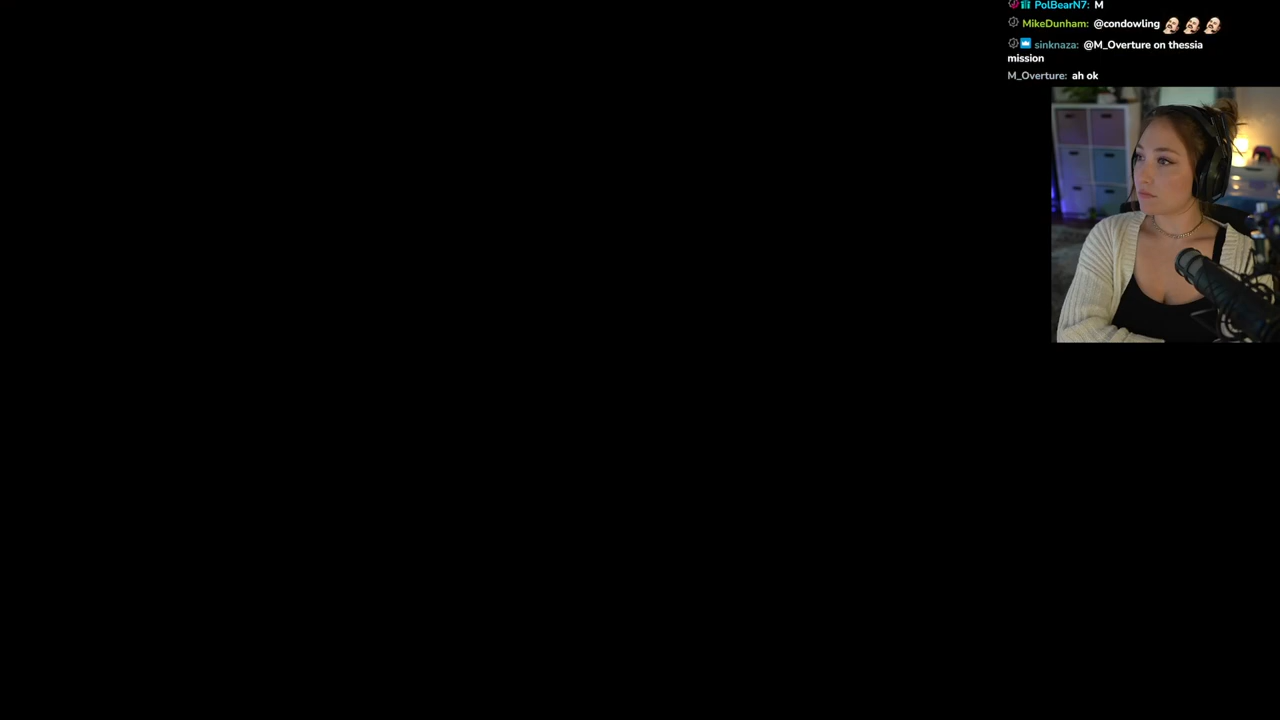 PolBearN7: M
MikeDunham: @condowling
sinknaza: @M_Overture on thessia
mission
M_Overture: ah ok